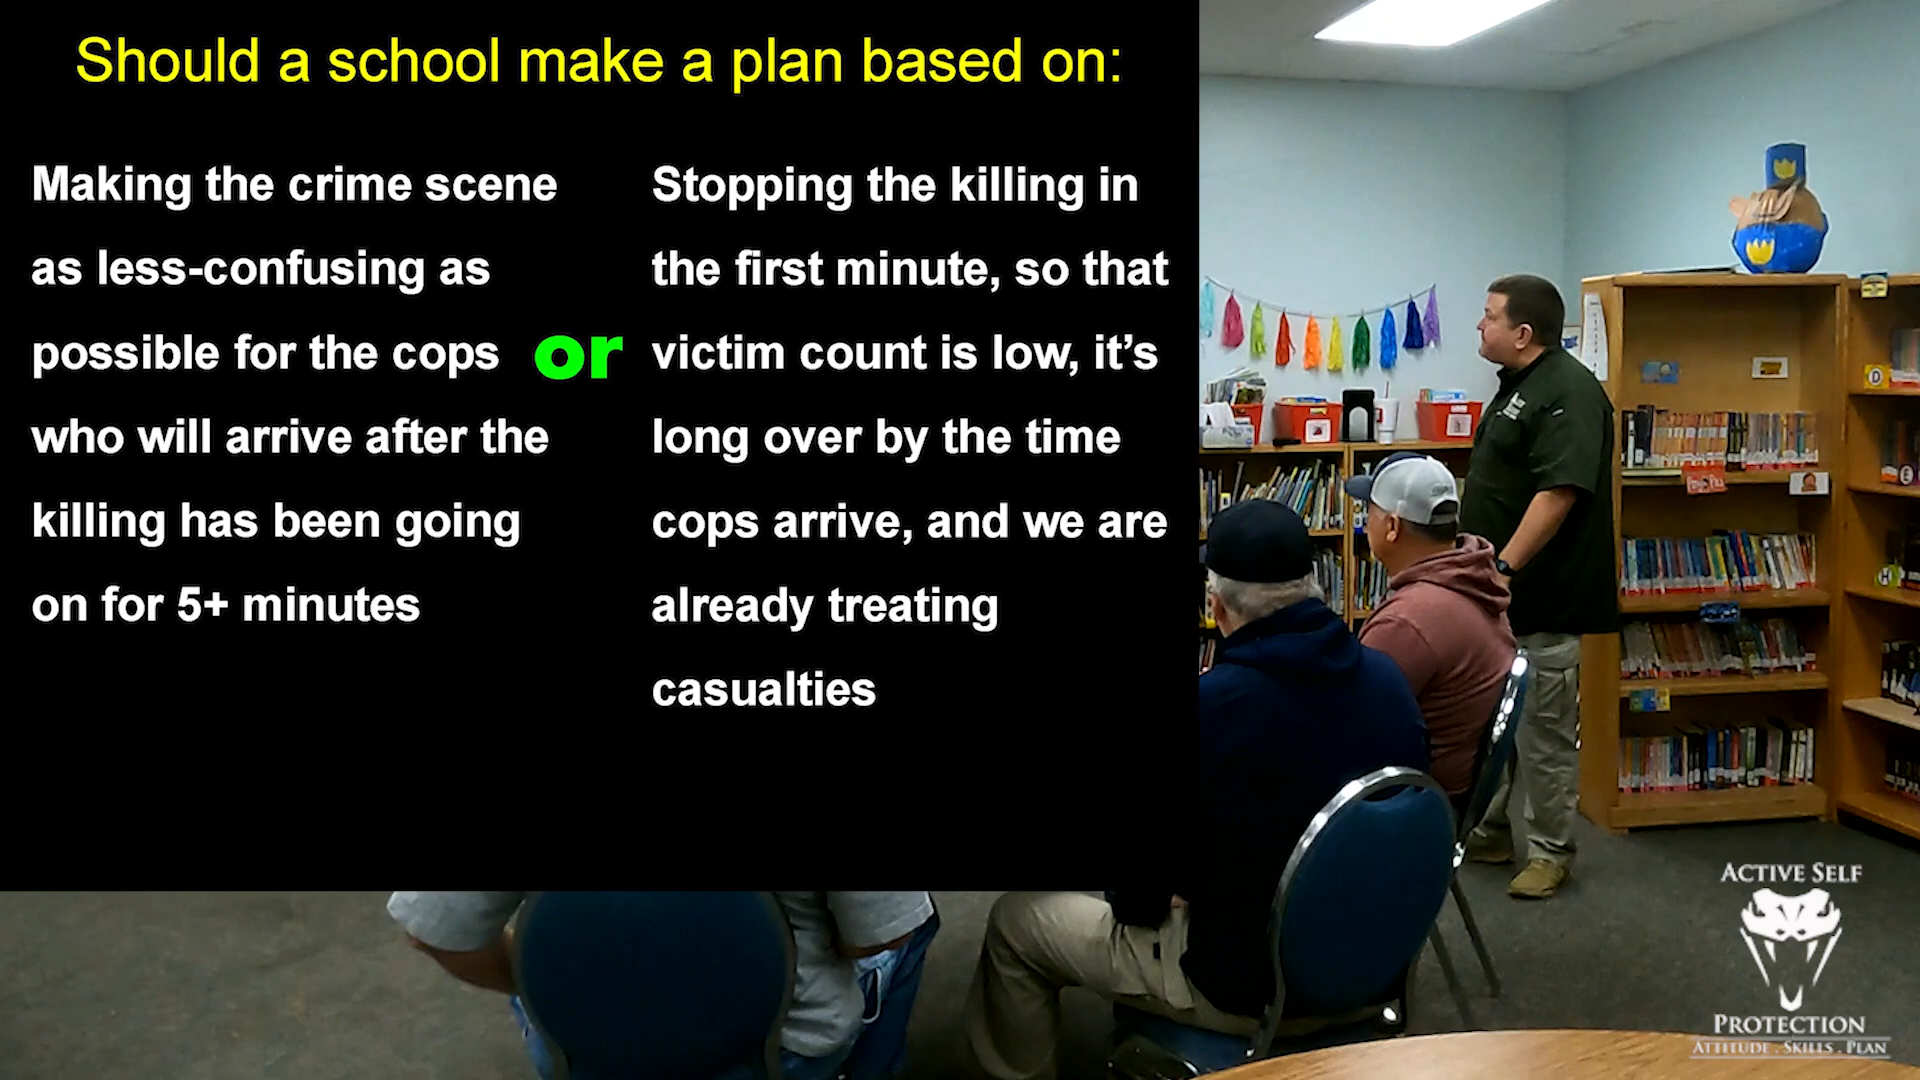 Should a school make a plan based on:
Making the crime scene
as less-confusing as
possible for the cops
who will arrive after the
killing has been going
on for 5+ minutes
or
Stopping the killing in
the first minute, so that
victim count is low, it’s
long over by the time
cops arrive, and we are
already treating
casualties
D
E
H
ACTIVE SELF
PROTECTION
ATTITUDE . SKILLS . PLAN